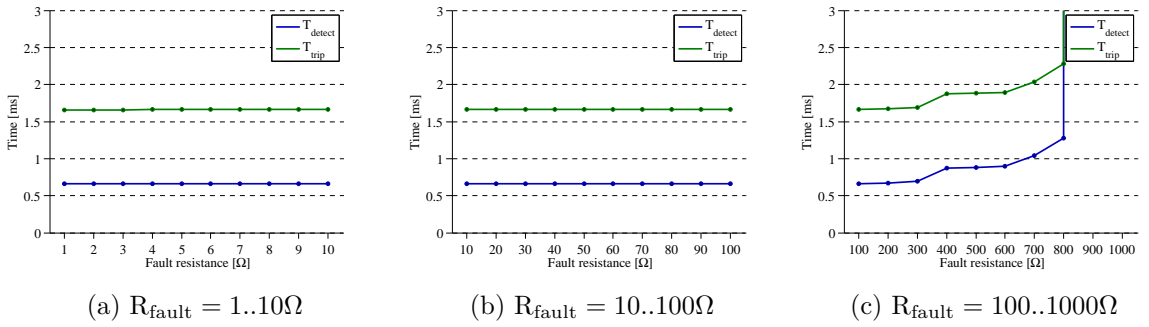 3
2.5
2
1.5
1
0.5
0
Time [ms]
T_detect
T_trip
1 2 3 4 5 6 7 8 9 10
Fault resistance [Ω]
(a) R_fault = 1..10Ω
3
2.5
2
1.5
1
0.5
0
Time [ms]
T_detect
T_trip
10 20 30 40 50 60 70 80 90 100
Fault resistance [Ω]
(b) R_fault = 10..100Ω
3
2.5
2
1.5
1
0.5
0
Time [ms]
T_detect
T_trip
100 200 300 400 500 600 700 800 900 1000
Fault resistance [Ω]
(c) R_fault = 100..1000Ω